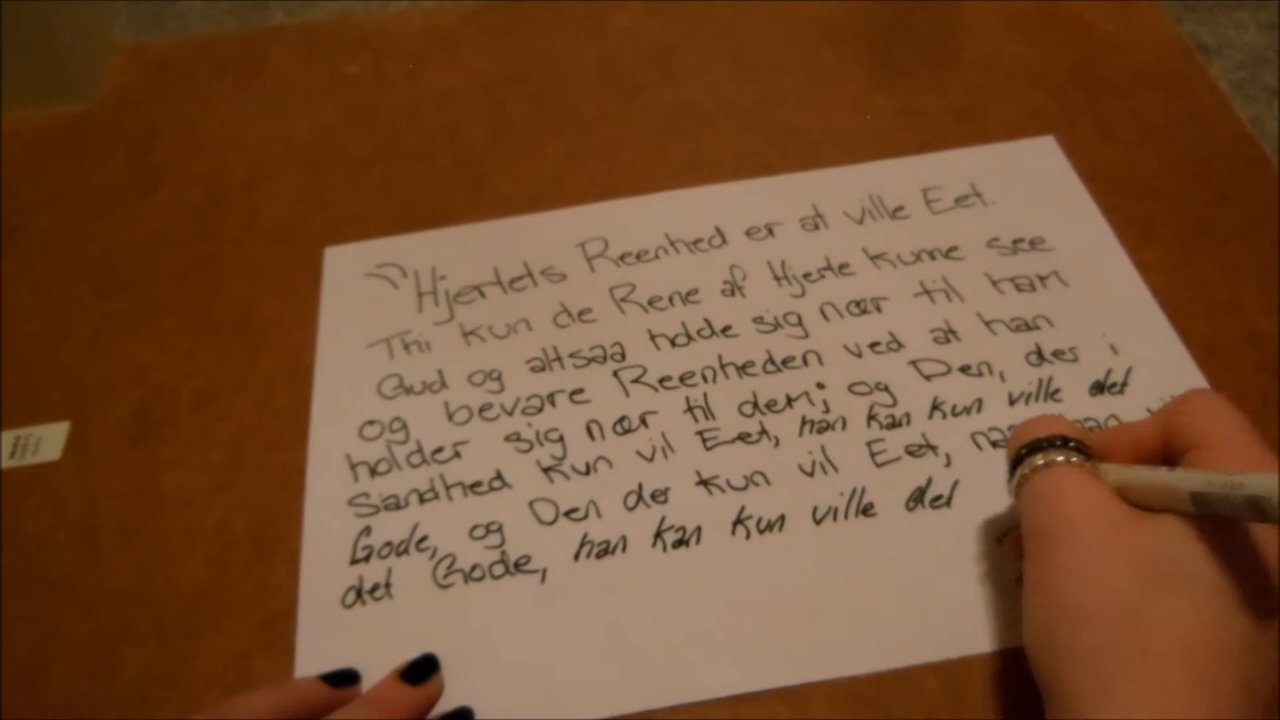 "Hjertets Reenhed er at ville Eet.
Thi kun de Rene af Hjerte kunne see
Gud og altsaa holde sig nær til ham
og bevare Reenheden ved at han
holder sig nær til dem; og Den, der i
Sandhed kun vil Eet, han kan kun ville det
Gode, og Den der kun vil Eet,
det Gode, han kan kun ville det